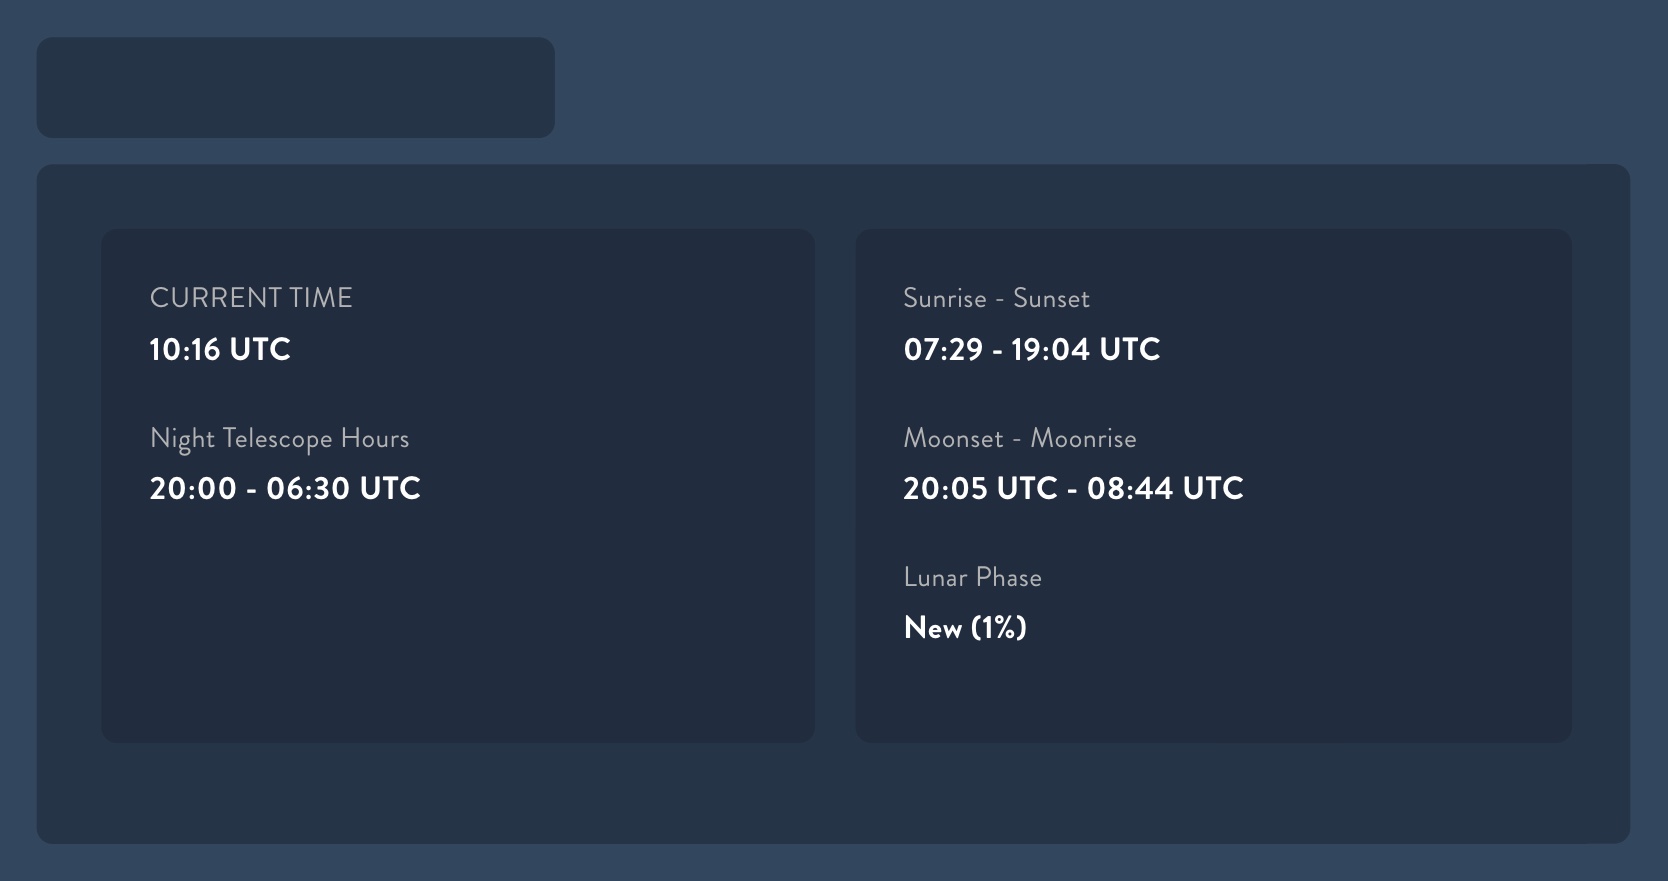 CURRENT TIME
10:16 UTC
Night Telescope Hours
20:00 - 06:30 UTC
Sunrise - Sunset
07:29 - 19:04 UTC
Moonset - Moonrise
20:05 UTC - 08:44 UTC
Lunar Phase
New (1%)